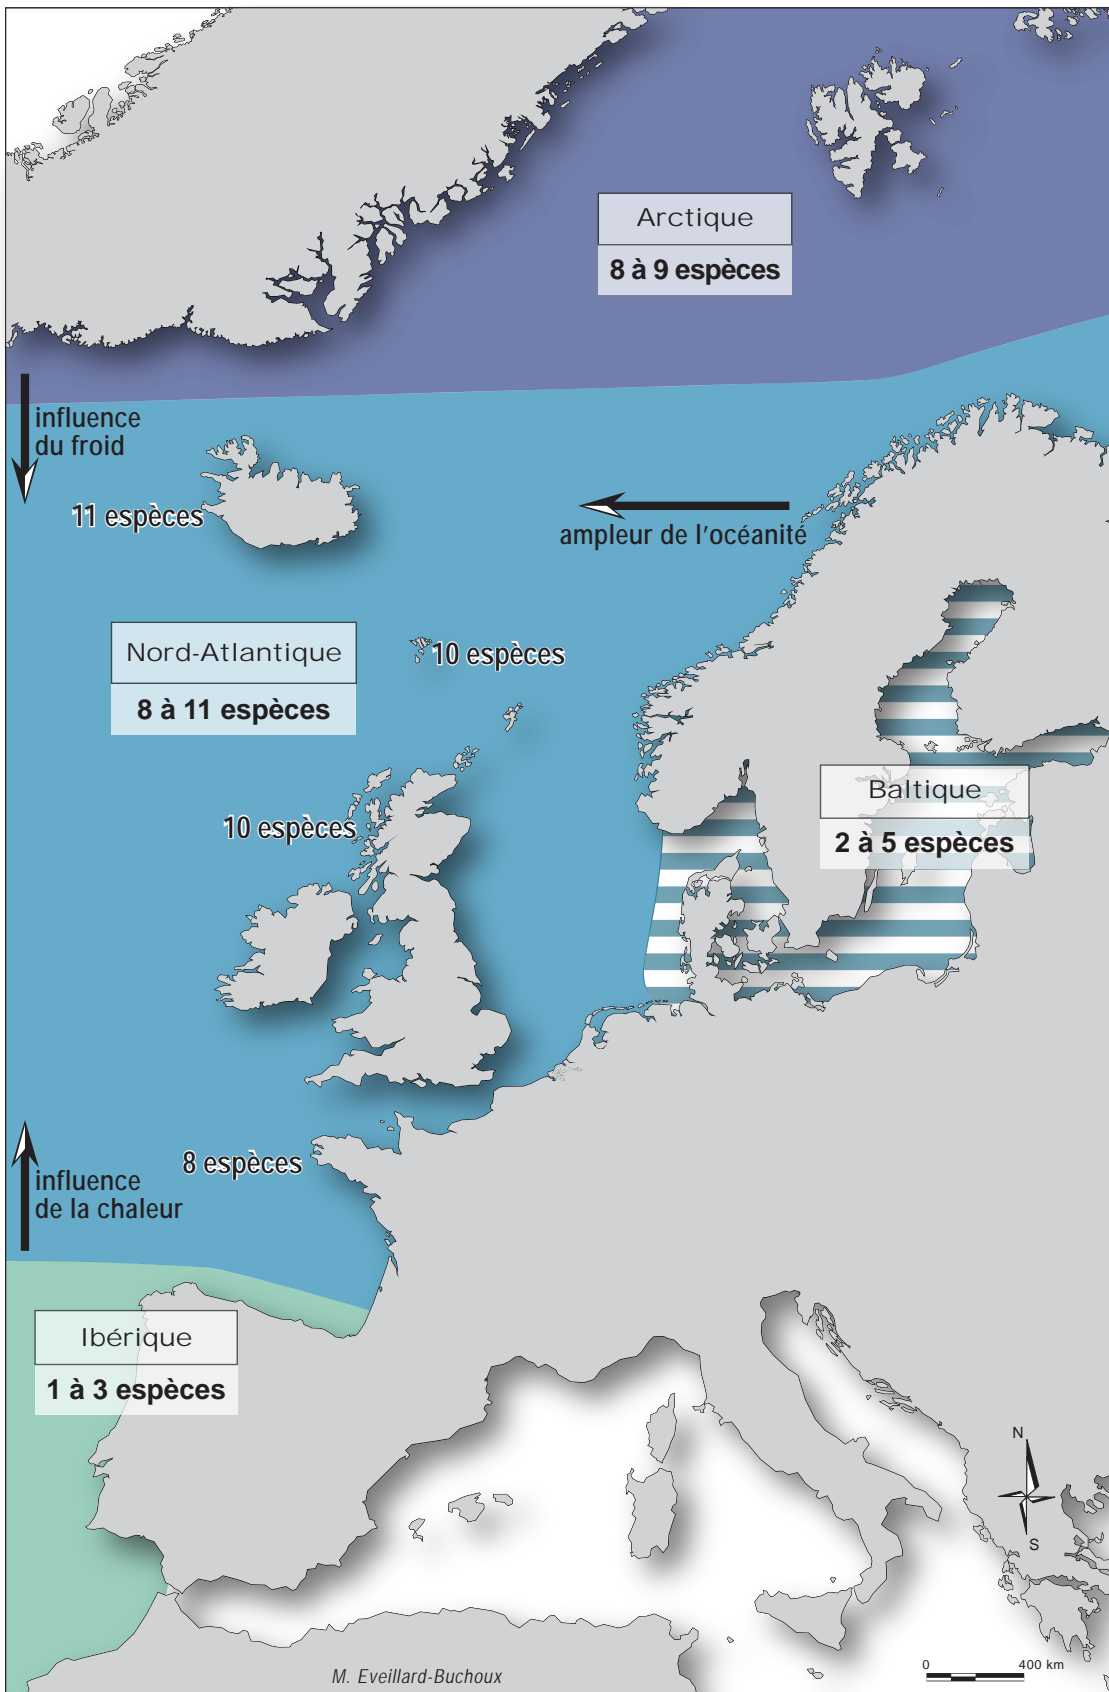 Arctique
8 à 9 espèces
influence
du froid
11 espèces
ampleur de l'océanité
Nord-Atlantique
8 à 11 espèces
10 espèces
Baltique
2 à 5 espèces
10 espèces
8 espèces
influence
de la chaleur
Ibérique
1 à 3 espèces
N
S
0 400 km
M. Eveillard-Buchoux